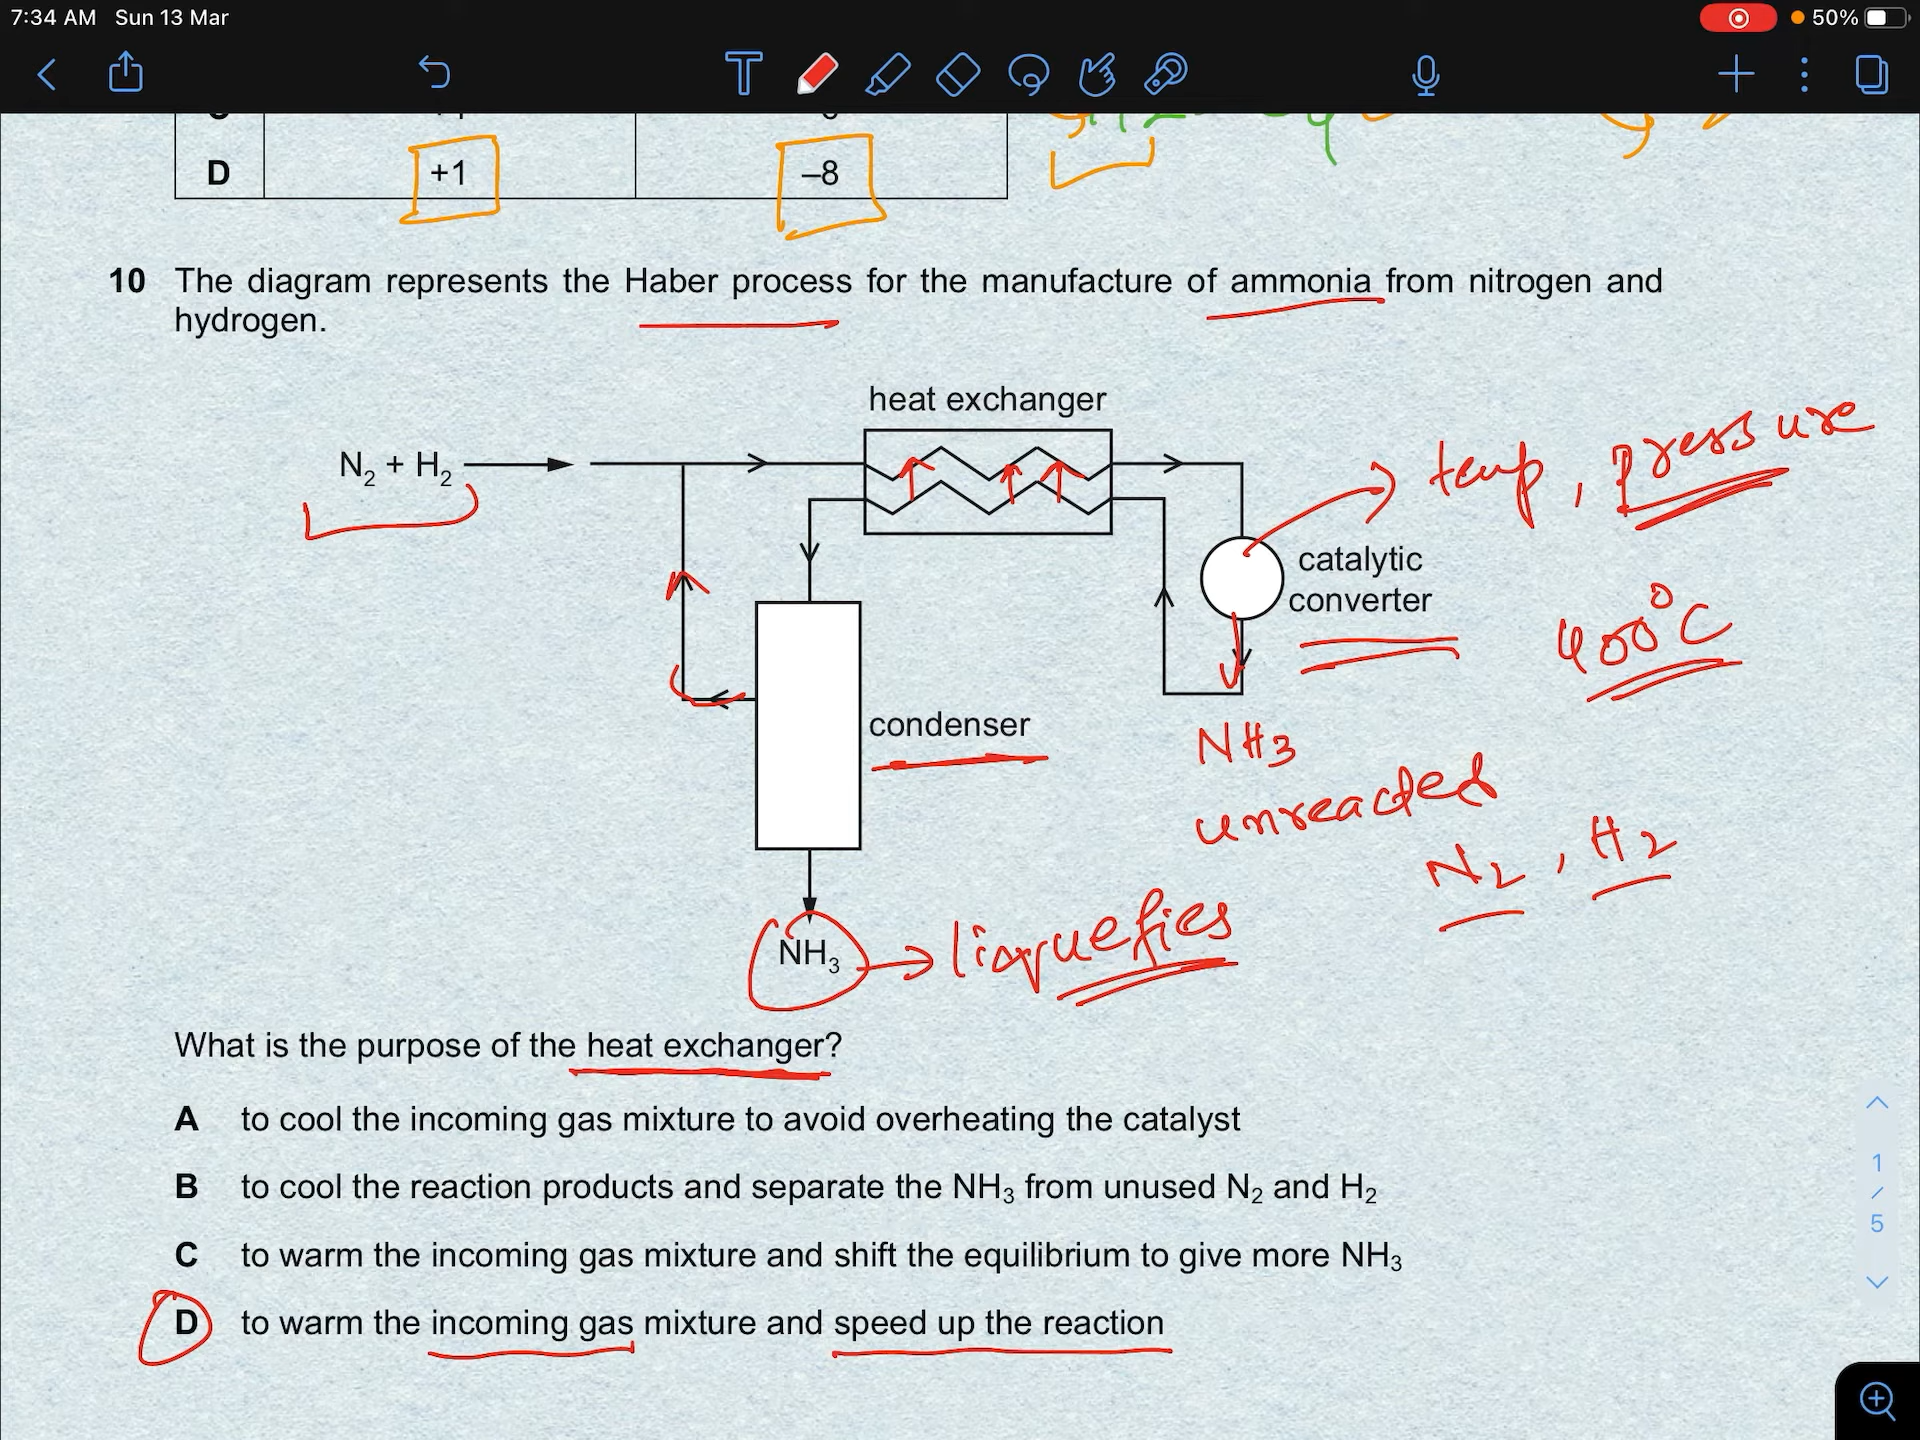 7:34 AM Sun 13 Mar
50%
T
D +1 –8
10 The diagram represents the Haber process for the manufacture of ammonia from nitrogen and
hydrogen.
heat exchanger
N2 + H2
temp, pressure
catalytic
converter
400°C
condenser
NH3
unreacted
N2, H2
NH3
liquefies
What is the purpose of the heat exchanger?
A to cool the incoming gas mixture to avoid overheating the catalyst
B to cool the reaction products and separate the NH3 from unused N2 and H2
C to warm the incoming gas mixture and shift the equilibrium to give more NH3
D to warm the incoming gas mixture and speed up the reaction
1
/
5